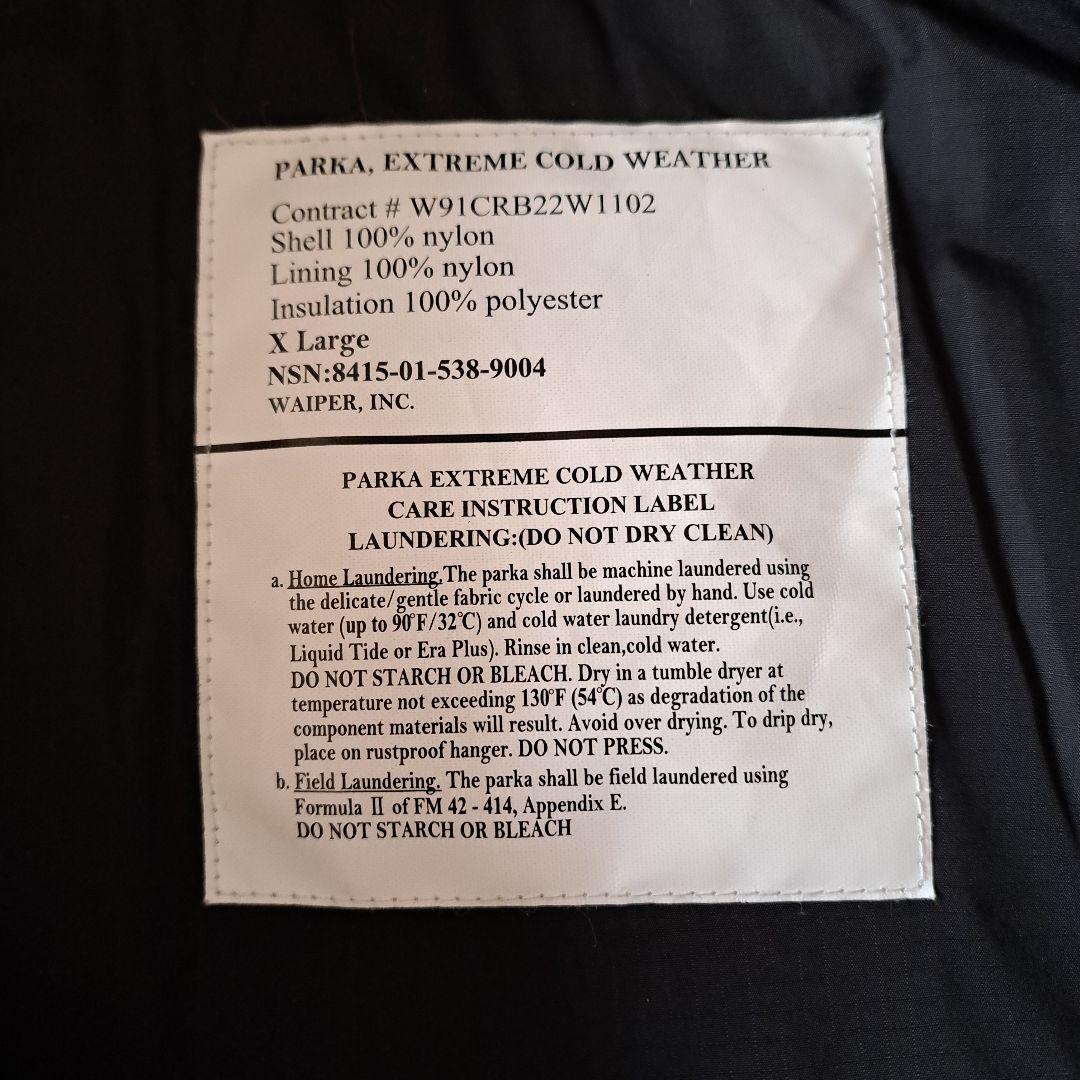 PARKA, EXTREME COLD WEATHER
Contract # W91CRB22W1102
Shell 100% nylon
Lining 100% nylon
Insulation 100% polyester
X Large
NSN:8415-01-538-9004
WAIPER, INC.
PARKA EXTREME COLD WEATHER
CARE INSTRUCTION LABEL
LAUNDERING:(DO NOT DRY CLEAN)
a. Home Laundering.The parka shall be machine laundered using
the delicate/gentle fabric cycle or laundered by hand. Use cold
water (up to 90°F/32℃) and cold water laundry detergent(i.e.,
Liquid Tide or Era Plus). Rinse in clean,cold water.
DO NOT STARCH OR BLEACH. Dry in a tumble dryer at
temperature not exceeding 130°F (54℃) as degradation of the
component materials will result. Avoid over drying. To drip dry,
place on rustproof hanger. DO NOT PRESS.
b. Field Laundering. The parka shall be field laundered using
Formula Ⅱ of FM 42 - 414, Appendix E.
DO NOT STARCH OR BLEACH